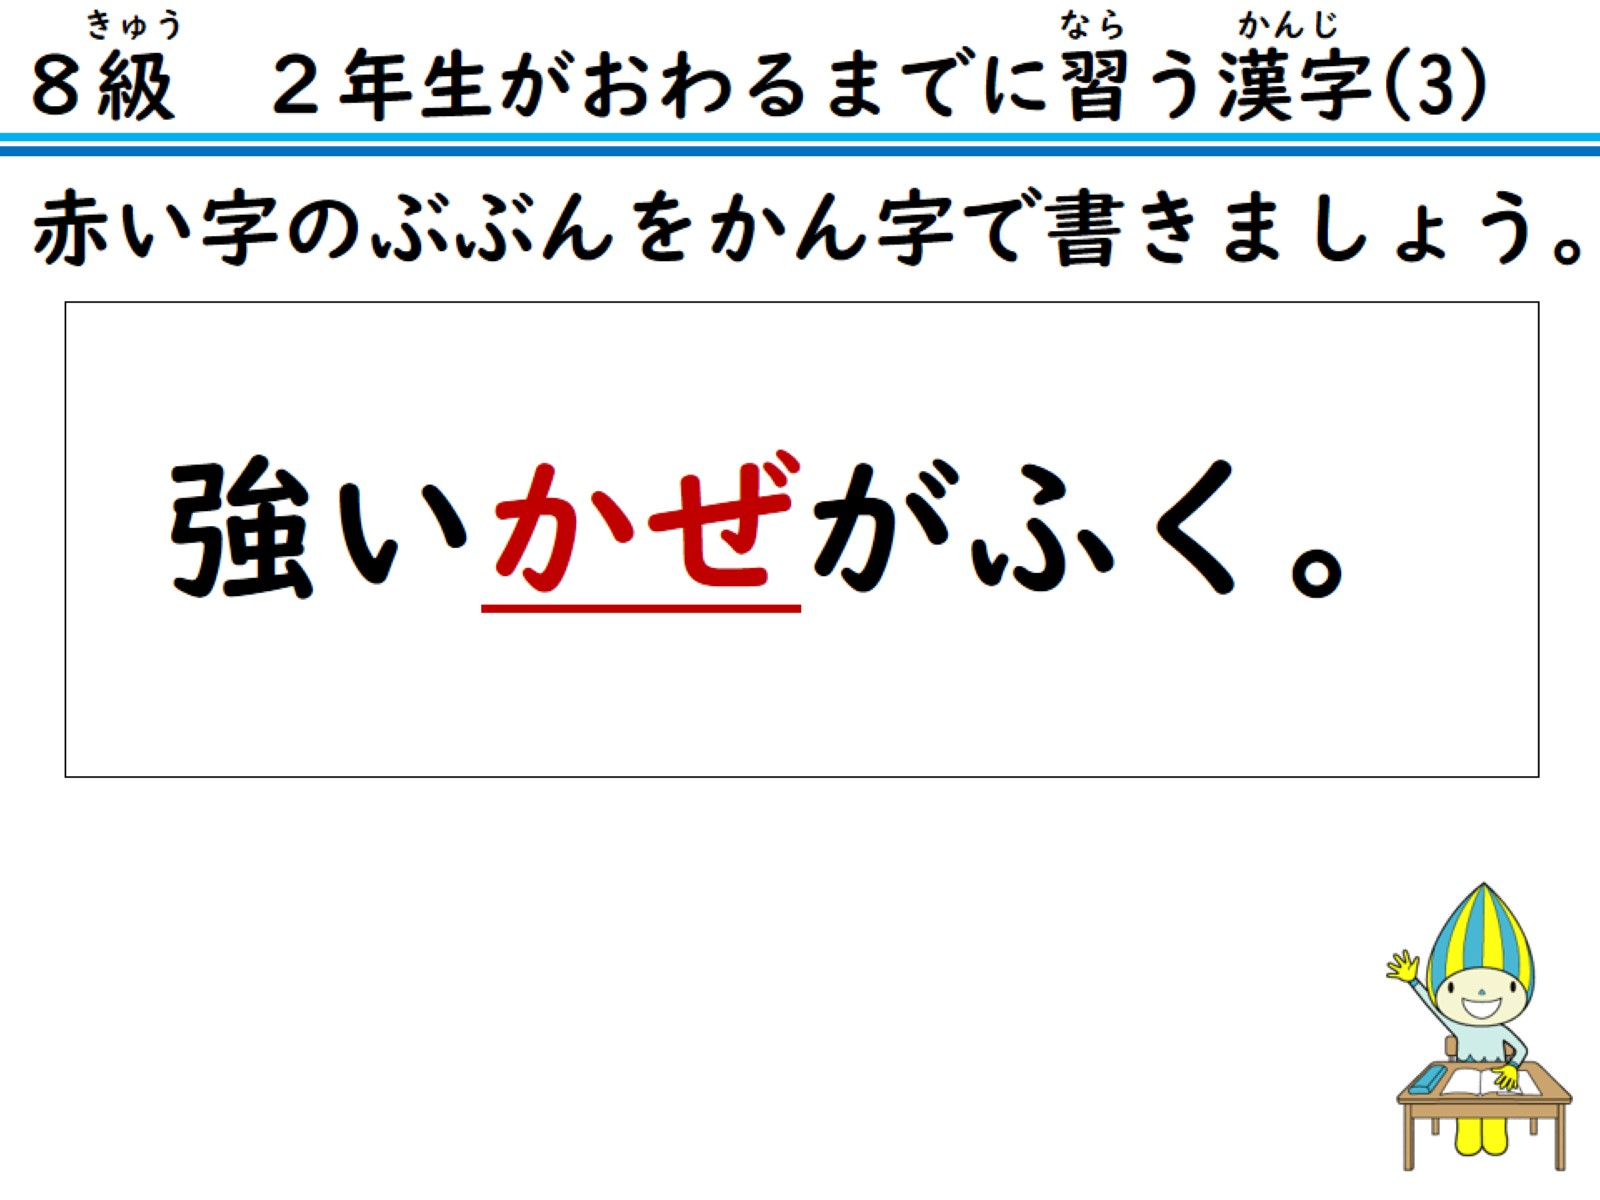 きゅう なら かんじ
８級　２年生がおわるまでに習う漢字(3)
赤い字のぶぶんをかん字で書きましょう。
強いかぜがふく。